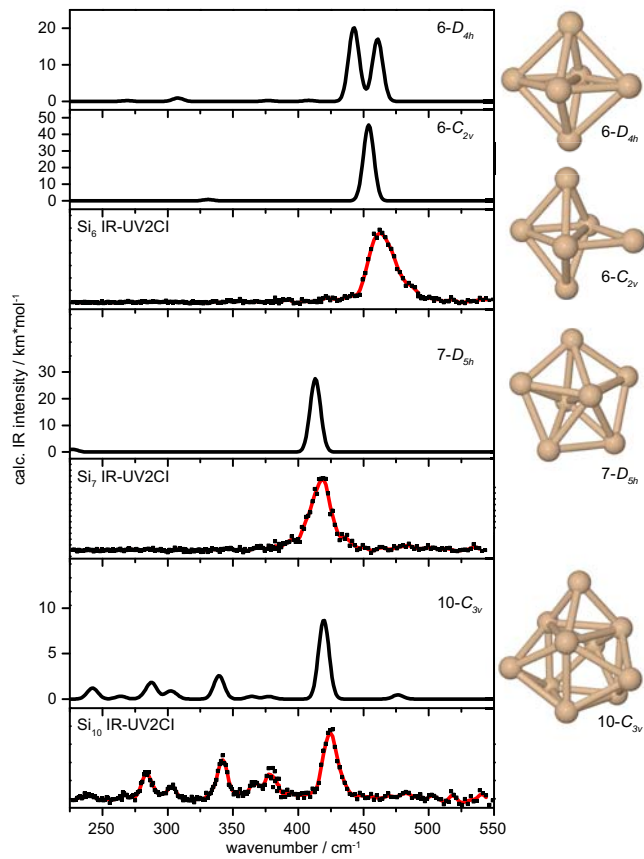 calc. IR intensity / km*mol⁻¹
20
10
0
6-D₄ₕ
50
40
30
20
10
0
6-C₂ᵥ
Si₆ IR-UV2CI
30
20
10
0
7-D₅ₕ
Si₇ IR-UV2CI
10
5
0
10-C₃ᵥ
Si₁₀ IR-UV2CI
250 300 350 400 450 500 550
wavenumber / cm⁻¹
6-D₄ₕ
6-C₂ᵥ
7-D₅ₕ
10-C₃ᵥ